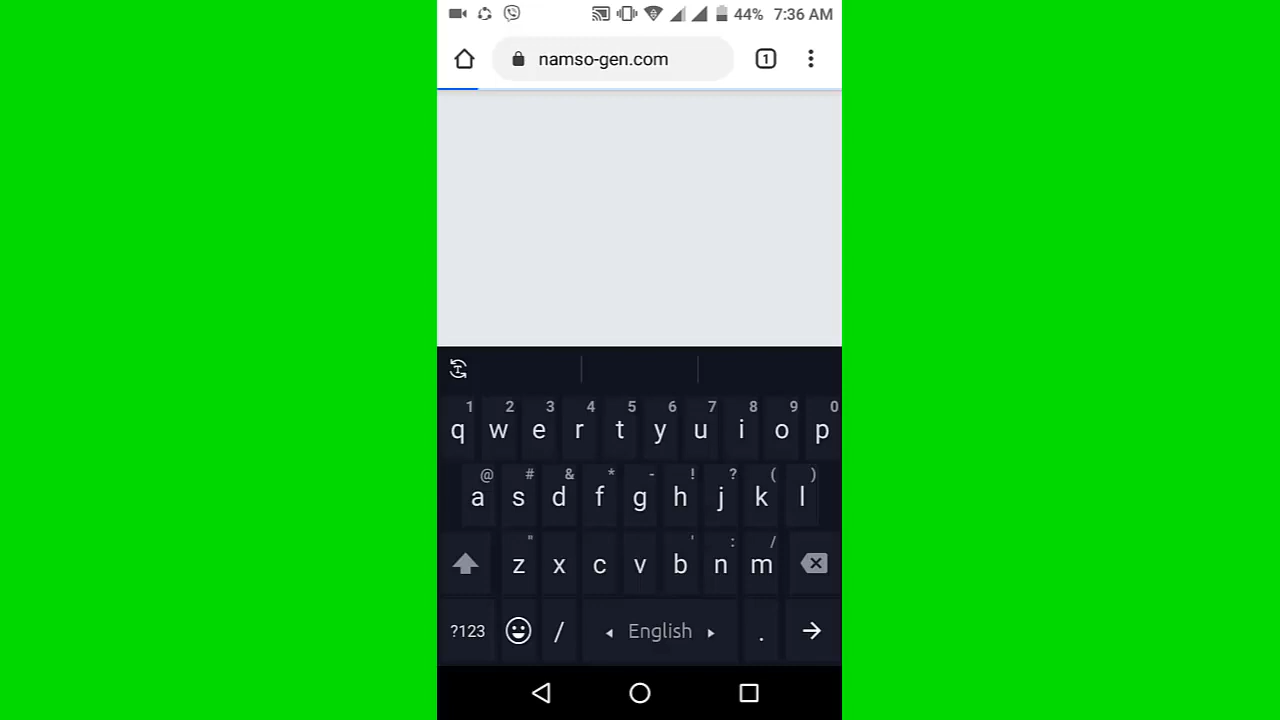 44% 7:36 AM
namso-gen.com 1
1 2 3 4 5 6 7 8 9 0
q w e r t y u i o p
@ # & * - ! ? ( )
a s d f g h j k l
" ' : /
z x c v b n m
?123 / English .